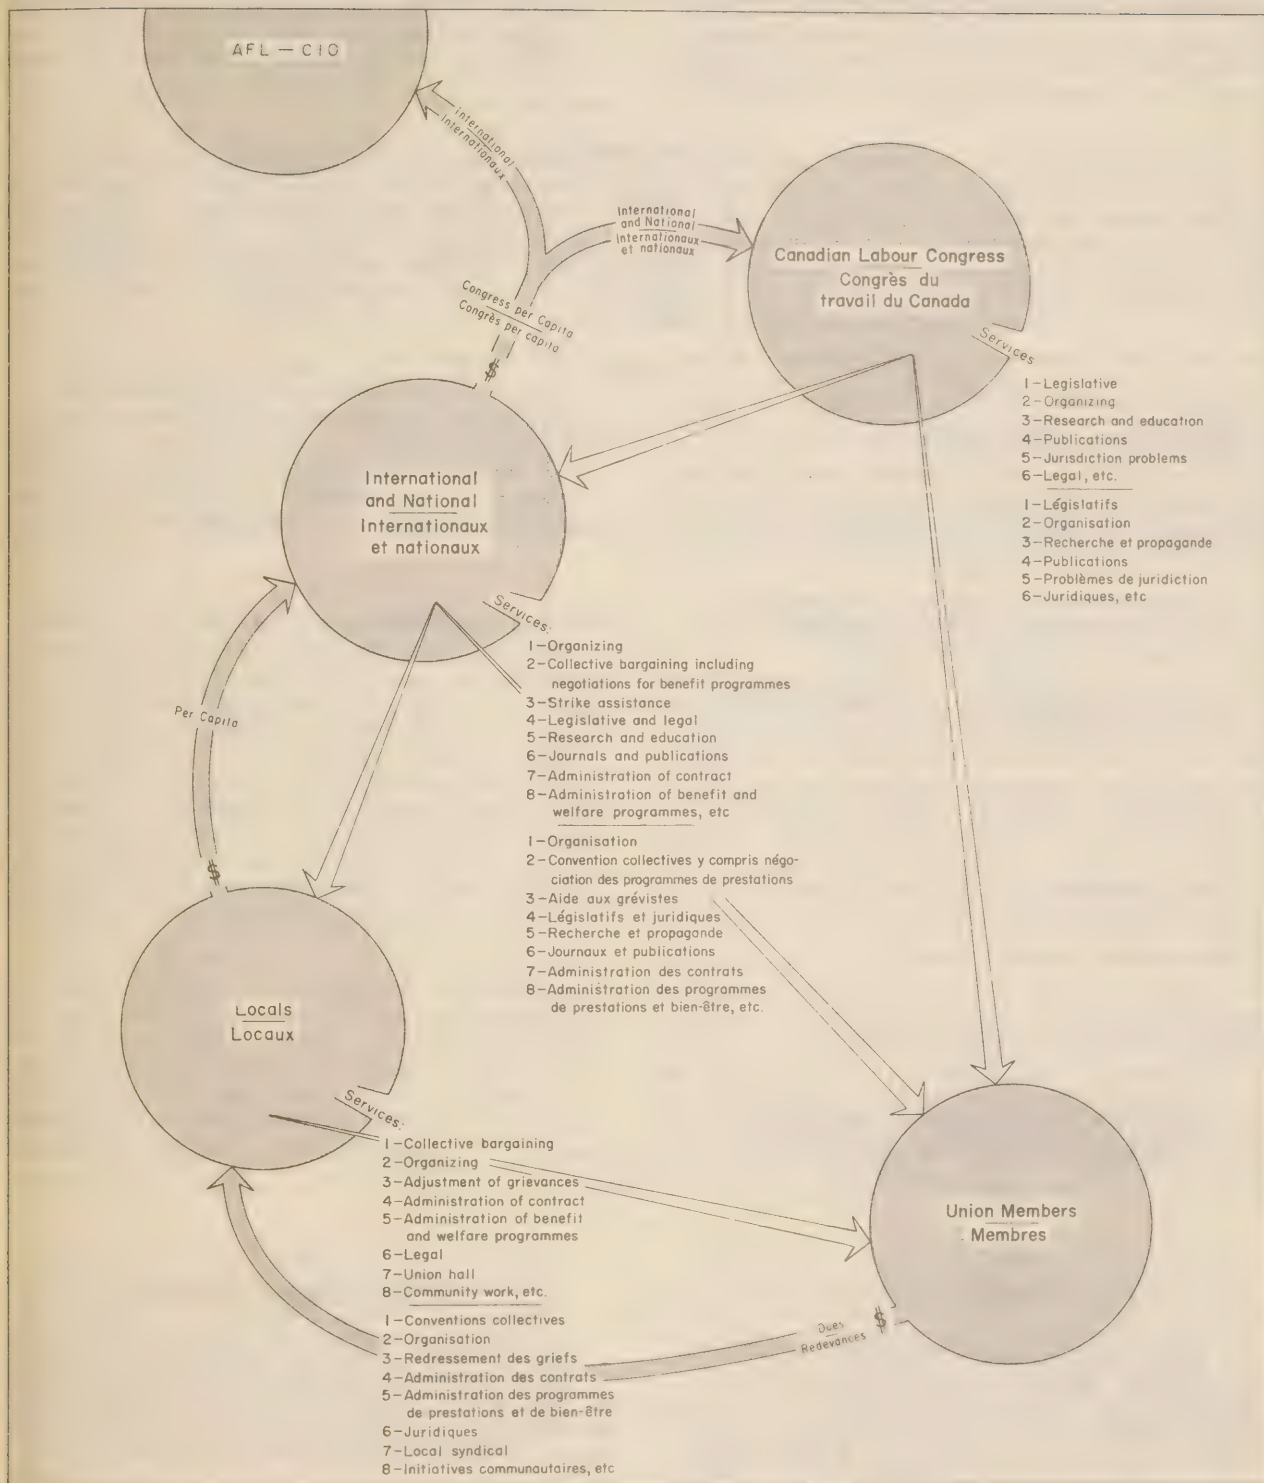 AFL — CIO
International
Internationaux
International
and National
Internationaux
et nationaux
Canadian Labour Congress
Congrès du
travail du Canada
Congress per Capita
Congrès per capita
$
Services
1-Legislative
2-Organizing
3-Research and education
4-Publications
5-Jurisdiction problems
6-Legal, etc.
1-Législatifs
2-Organisation
3-Recherche et propagande
4-Publications
5-Problèmes de juridiction
6-Juridiques, etc
International
and National
Internationaux
et nationaux
Services:
1-Organizing
2-Collective bargaining including
negotiations for benefit programmes
3-Strike assistance
4-Legislative and legal
5-Research and education
6-Journals and publications
7-Administration of contract
8-Administration of benefit and
welfare programmes, etc
1-Organisation
2-Convention collectives y compris négo-
ciation des programmes de prestations
3-Aide aux grévistes
4-Législatifs et juridiques
5-Recherche et propagande
6-Journaux et publications
7-Administration des contrats
8-Administration des programmes
de prestations et bien-être, etc.
Per Capita
$
Locals
Locaux
Services:
1-Collective bargaining
2-Organizing
3-Adjustment of grievances
4-Administration of contract
5-Administration of benefit
and welfare programmes
6-Legal
7-Union hall
8-Community work, etc.
1-Conventions collectives
2-Organisation
3-Redressement des griefs
4-Administration des contrats
5-Administration des programmes
de prestations et de bien-être
6-Juridiques
7-Local syndical
8-Initiatives communautaires, etc
Union Members
Membres
Dues
Redevances
$